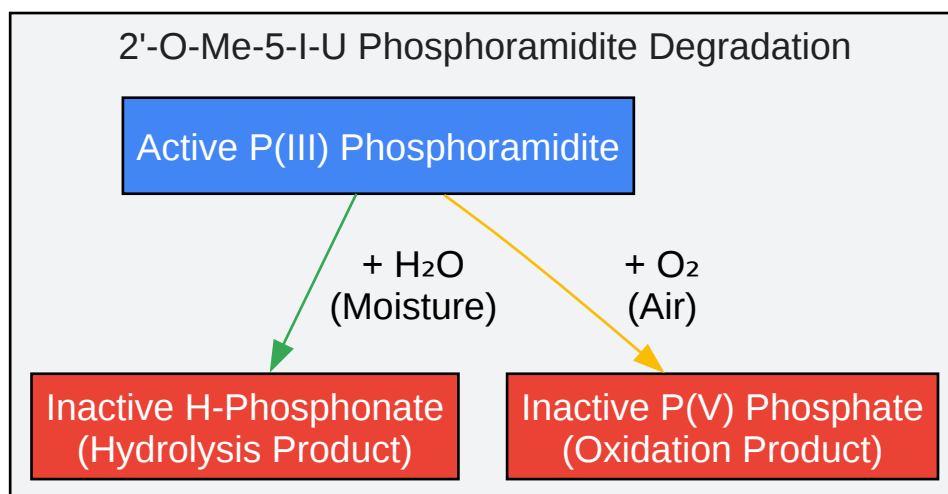 2'-O-Me-5-I-U Phosphoramidite Degradation
Active P(III) Phosphoramidite
+ H₂O
(Moisture)
+ O₂
(Air)
Inactive H-Phosphonate
(Hydrolysis Product)
Inactive P(V) Phosphate
(Oxidation Product)